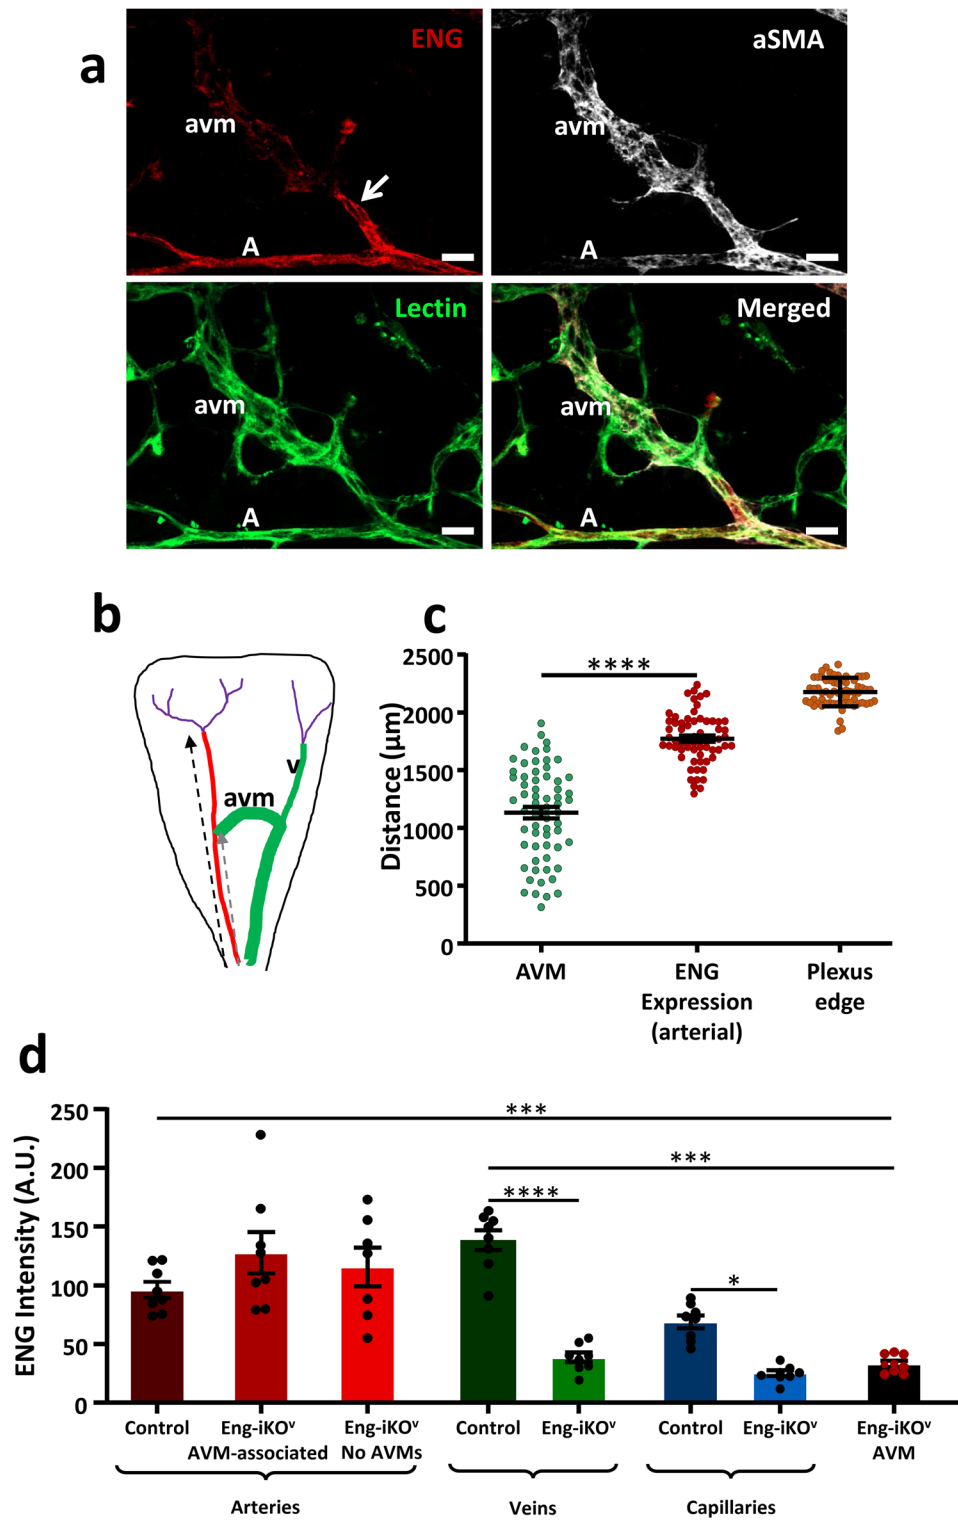 a
ENG
avm
A
aSMA
avm
A
Lectin
avm
A
Merged
avm
A
b
avm
v
c
Distance (μm)
2500
2000
1500
1000
500
0
****
AVM
ENG
Expression
(arterial)
Plexus
edge
d
ENG Intensity (A.U.)
250
200
150
100
50
0
***
***
****
*
Control
Eng-iKOᵛ
AVM-associated
Eng-iKOᵛ
No AVMs
Control
Eng-iKOᵛ
Control
Eng-iKOᵛ
Eng-iKOᵛ
AVM
Arteries
Veins
Capillaries